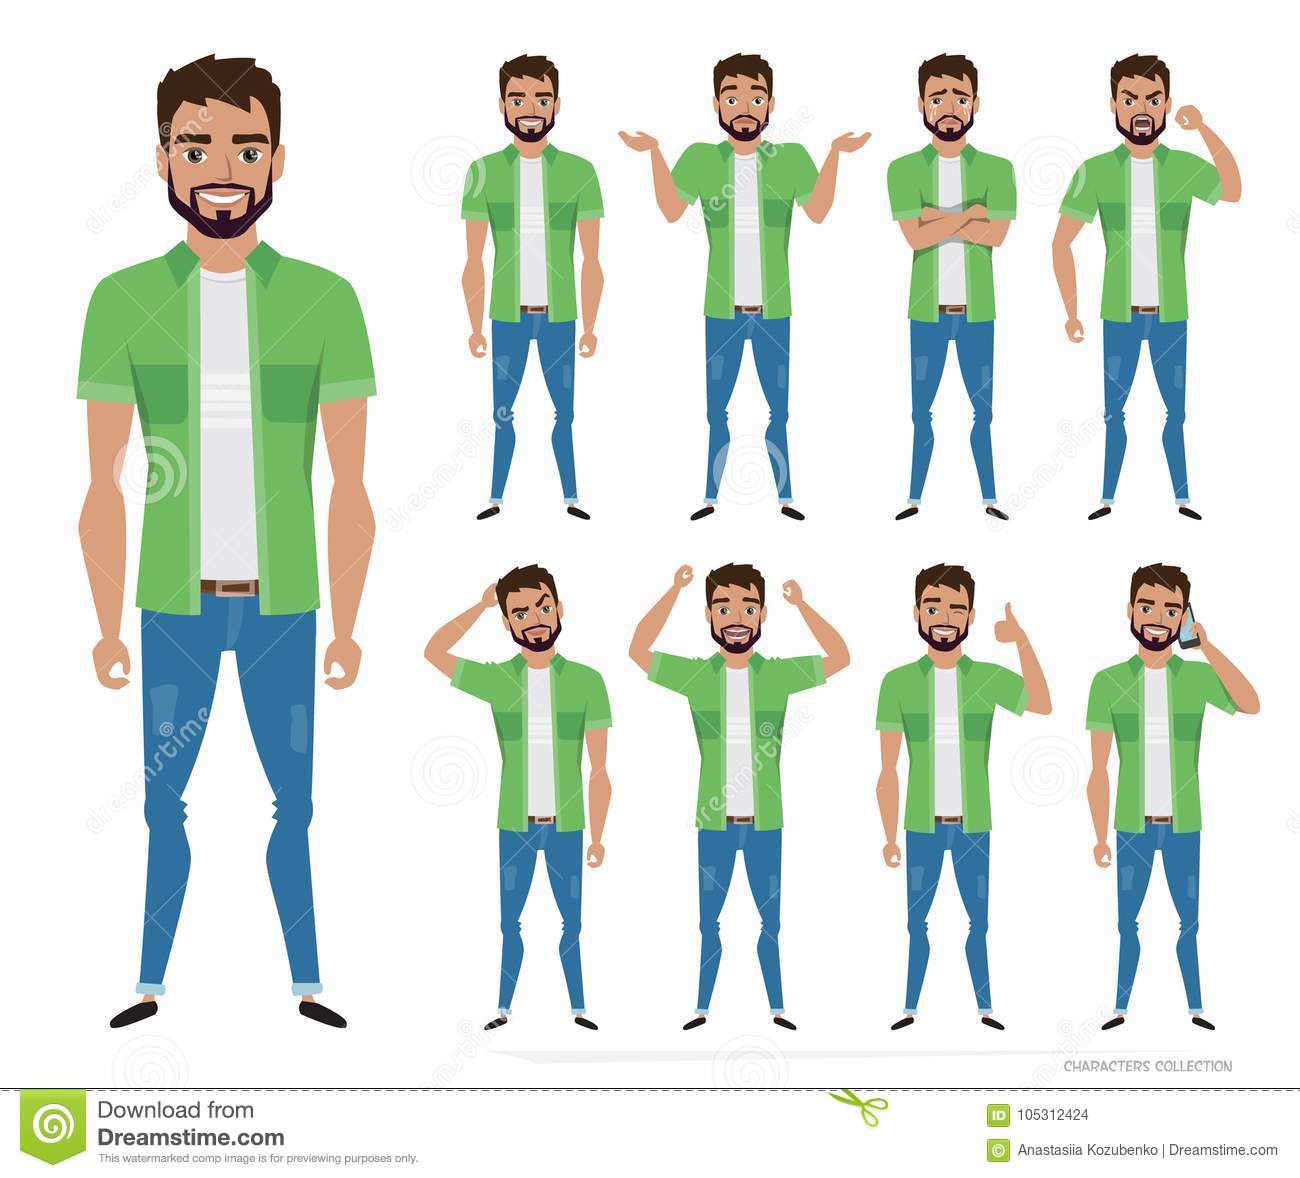 CHARACTERS COLLECTION
Download from
Dreamstime.com
This watermarked comp image is for previewing purposes only.
ID 105312424
© Anastasiia Kozubenko | Dreamstime.com